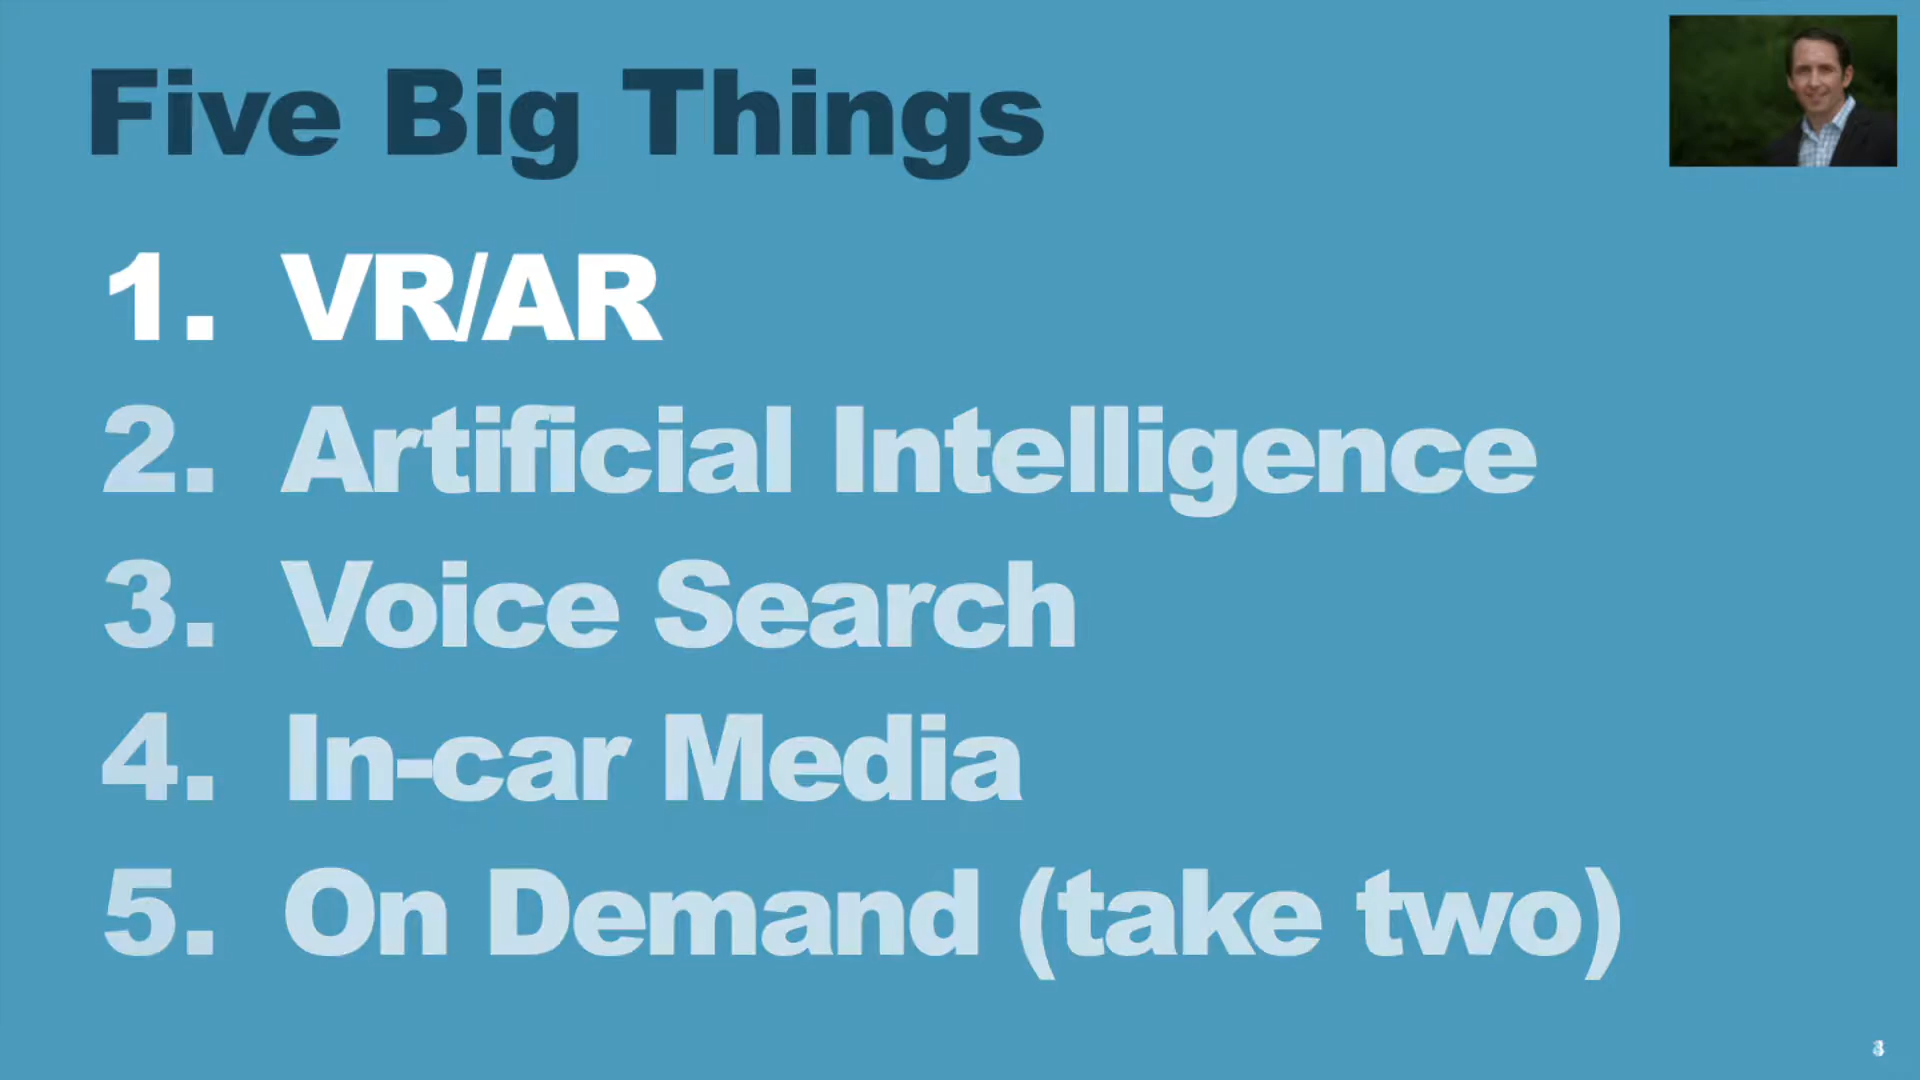 Five Big Things
1. VR/AR
2. Artificial Intelligence
3. Voice Search
4. In-car Media
5. On Demand (take two)